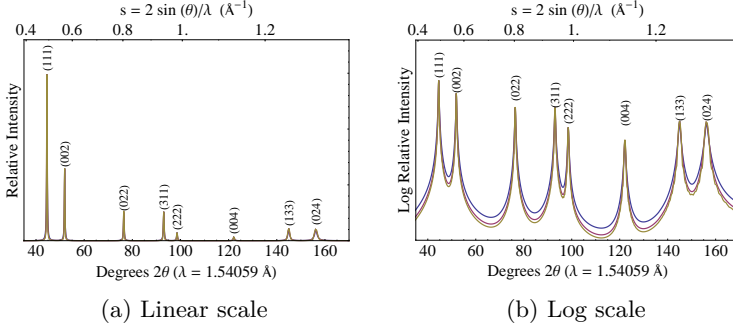 s = 2 sin (θ)/λ (Å⁻¹)
0.4 0.6 0.8 1. 1.2
Relative Intensity
(111)
(002)
(022)
(311)
(222)
(004)
(133)
(024)
40 60 80 100 120 140 160
Degrees 2θ (λ = 1.54059 Å)
(a) Linear scale
s = 2 sin (θ)/λ (Å⁻¹)
0.4 0.6 0.8 1. 1.2
Log Relative Intensity
(111)
(002)
(022)
(311)
(222)
(004)
(133)
(024)
40 60 80 100 120 140 160
Degrees 2θ (λ = 1.54059 Å)
(b) Log scale